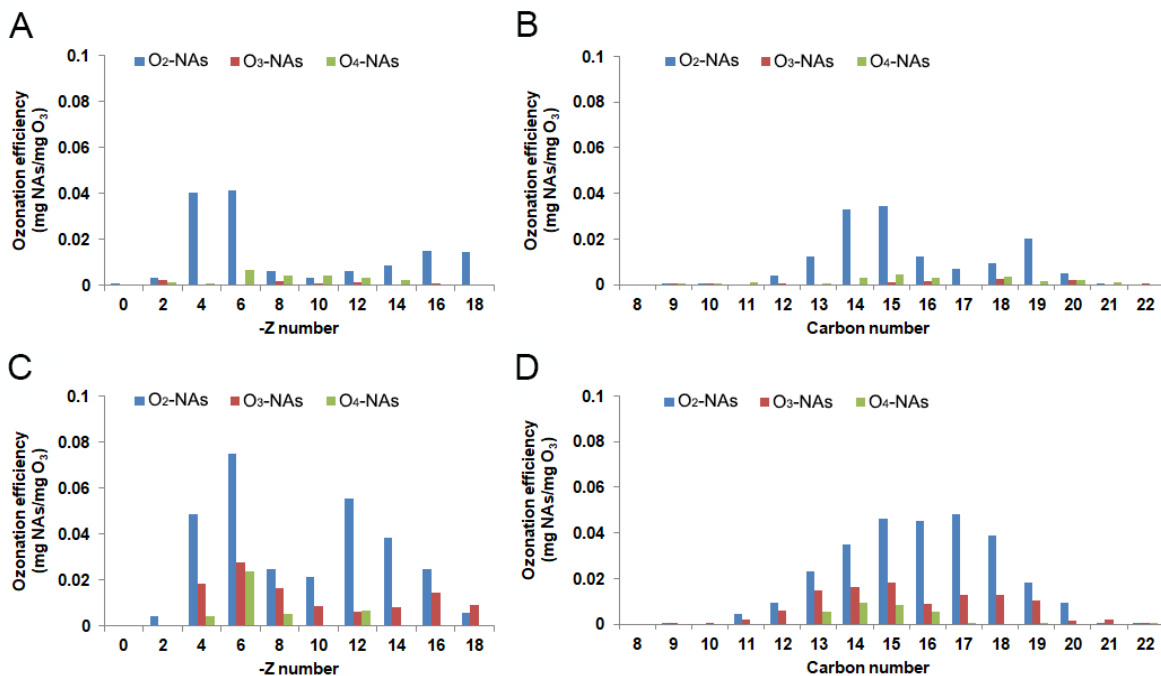 A
O₂-NAs O₃-NAs O₄-NAs
Ozonation efficiency
(mg NAs/mg O₃)
0.1
0.08
0.06
0.04
0.02
0
0 2 4 6 8 10 12 14 16 18
-Z number
B
O₂-NAs O₃-NAs O₄-NAs
Ozonation efficiency
(mg NAs/mg O₃)
0.1
0.08
0.06
0.04
0.02
0
8 9 10 11 12 13 14 15 16 17 18 19 20 21 22
Carbon number
C
O₂-NAs O₃-NAs O₄-NAs
Ozonation efficiency
(mg NAs/mg O₃)
0.1
0.08
0.06
0.04
0.02
0
0 2 4 6 8 10 12 14 16 18
-Z number
D
O₂-NAs O₃-NAs O₄-NAs
Ozonation efficiency
(mg NAs/mg O₃)
0.1
0.08
0.06
0.04
0.02
0
8 9 10 11 12 13 14 15 16 17 18 19 20 21 22
Carbon number